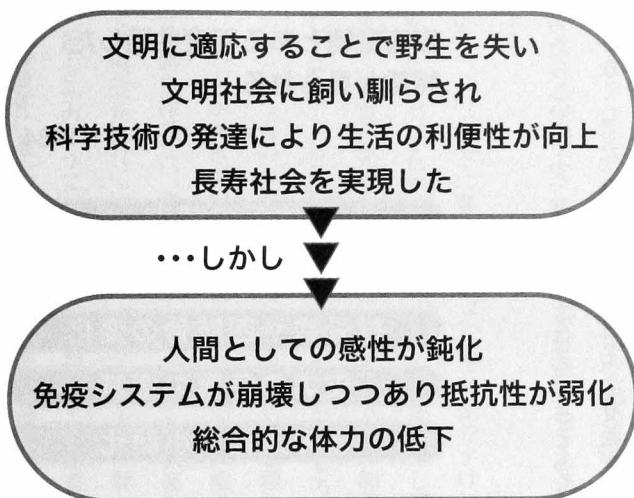 文明に適応することで野生を失い
文明社会に飼い馴らされ
科学技術の発達により生活の利便性が向上
長寿社会を実現した
・・・しかし
人間としての感性が鈍化
免疫システムが崩壊しつつあり抵抗性が弱化
総合的な体力の低下